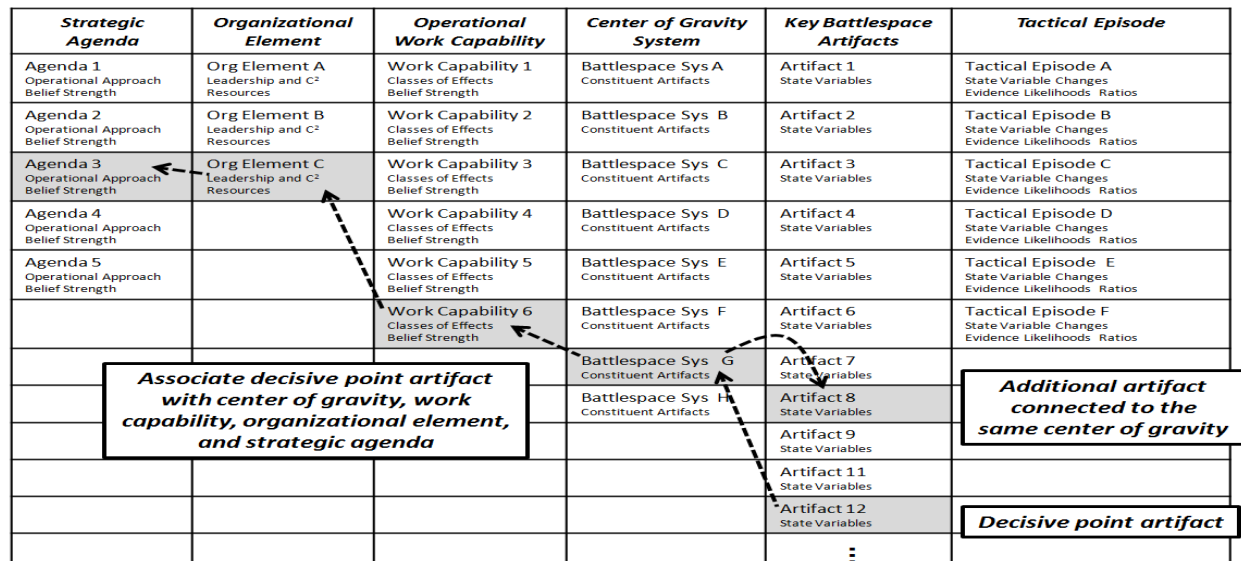 Strategic Agenda
Organizational Element
Operational Work Capability
Center of Gravity System
Key Battlespace Artifacts
Tactical Episode
Agenda 1
Operational Approach
Belief Strength
Org Element A
Leadership and C²
Resources
Work Capability 1
Classes of Effects
Belief Strength
Battlespace Sys A
Constituent Artifacts
Artifact 1
State Variables
Tactical Episode A
State Variable Changes
Evidence Likelihoods Ratios
Agenda 2
Operational Approach
Belief Strength
Org Element B
Leadership and C²
Resources
Work Capability 2
Classes of Effects
Belief Strength
Battlespace Sys B
Constituent Artifacts
Artifact 2
State Variables
Tactical Episode B
State Variable Changes
Evidence Likelihoods Ratios
Agenda 3
Operational Approach
Belief Strength
Org Element C
Leadership and C²
Resources
Work Capability 3
Classes of Effects
Belief Strength
Battlespace Sys C
Constituent Artifacts
Artifact 3
State Variables
Tactical Episode C
State Variable Changes
Evidence Likelihoods Ratios
Agenda 4
Operational Approach
Belief Strength
Work Capability 4
Classes of Effects
Belief Strength
Battlespace Sys D
Constituent Artifacts
Artifact 4
State Variables
Tactical Episode D
State Variable Changes
Evidence Likelihoods Ratios
Agenda 5
Operational Approach
Belief Strength
Work Capability 5
Classes of Effects
Belief Strength
Battlespace Sys E
Constituent Artifacts
Artifact 5
State Variables
Tactical Episode E
State Variable Changes
Evidence Likelihoods Ratios
Work Capability 6
Classes of Effects
Belief Strength
Battlespace Sys F
Constituent Artifacts
Artifact 6
State Variables
Tactical Episode F
State Variable Changes
Evidence Likelihoods Ratios
Battlespace Sys G
Constituent Artifacts
Artifact 7
State Variables
Battlespace Sys H
Constituent Artifacts
Artifact 8
State Variables
Artifact 9
State Variables
Artifact 11
State Variables
Artifact 12
State Variables
⋮
Associate decisive point artifact
with center of gravity, work
capability, organizational element,
and strategic agenda
Additional artifact
connected to the
same center of gravity
Decisive point artifact